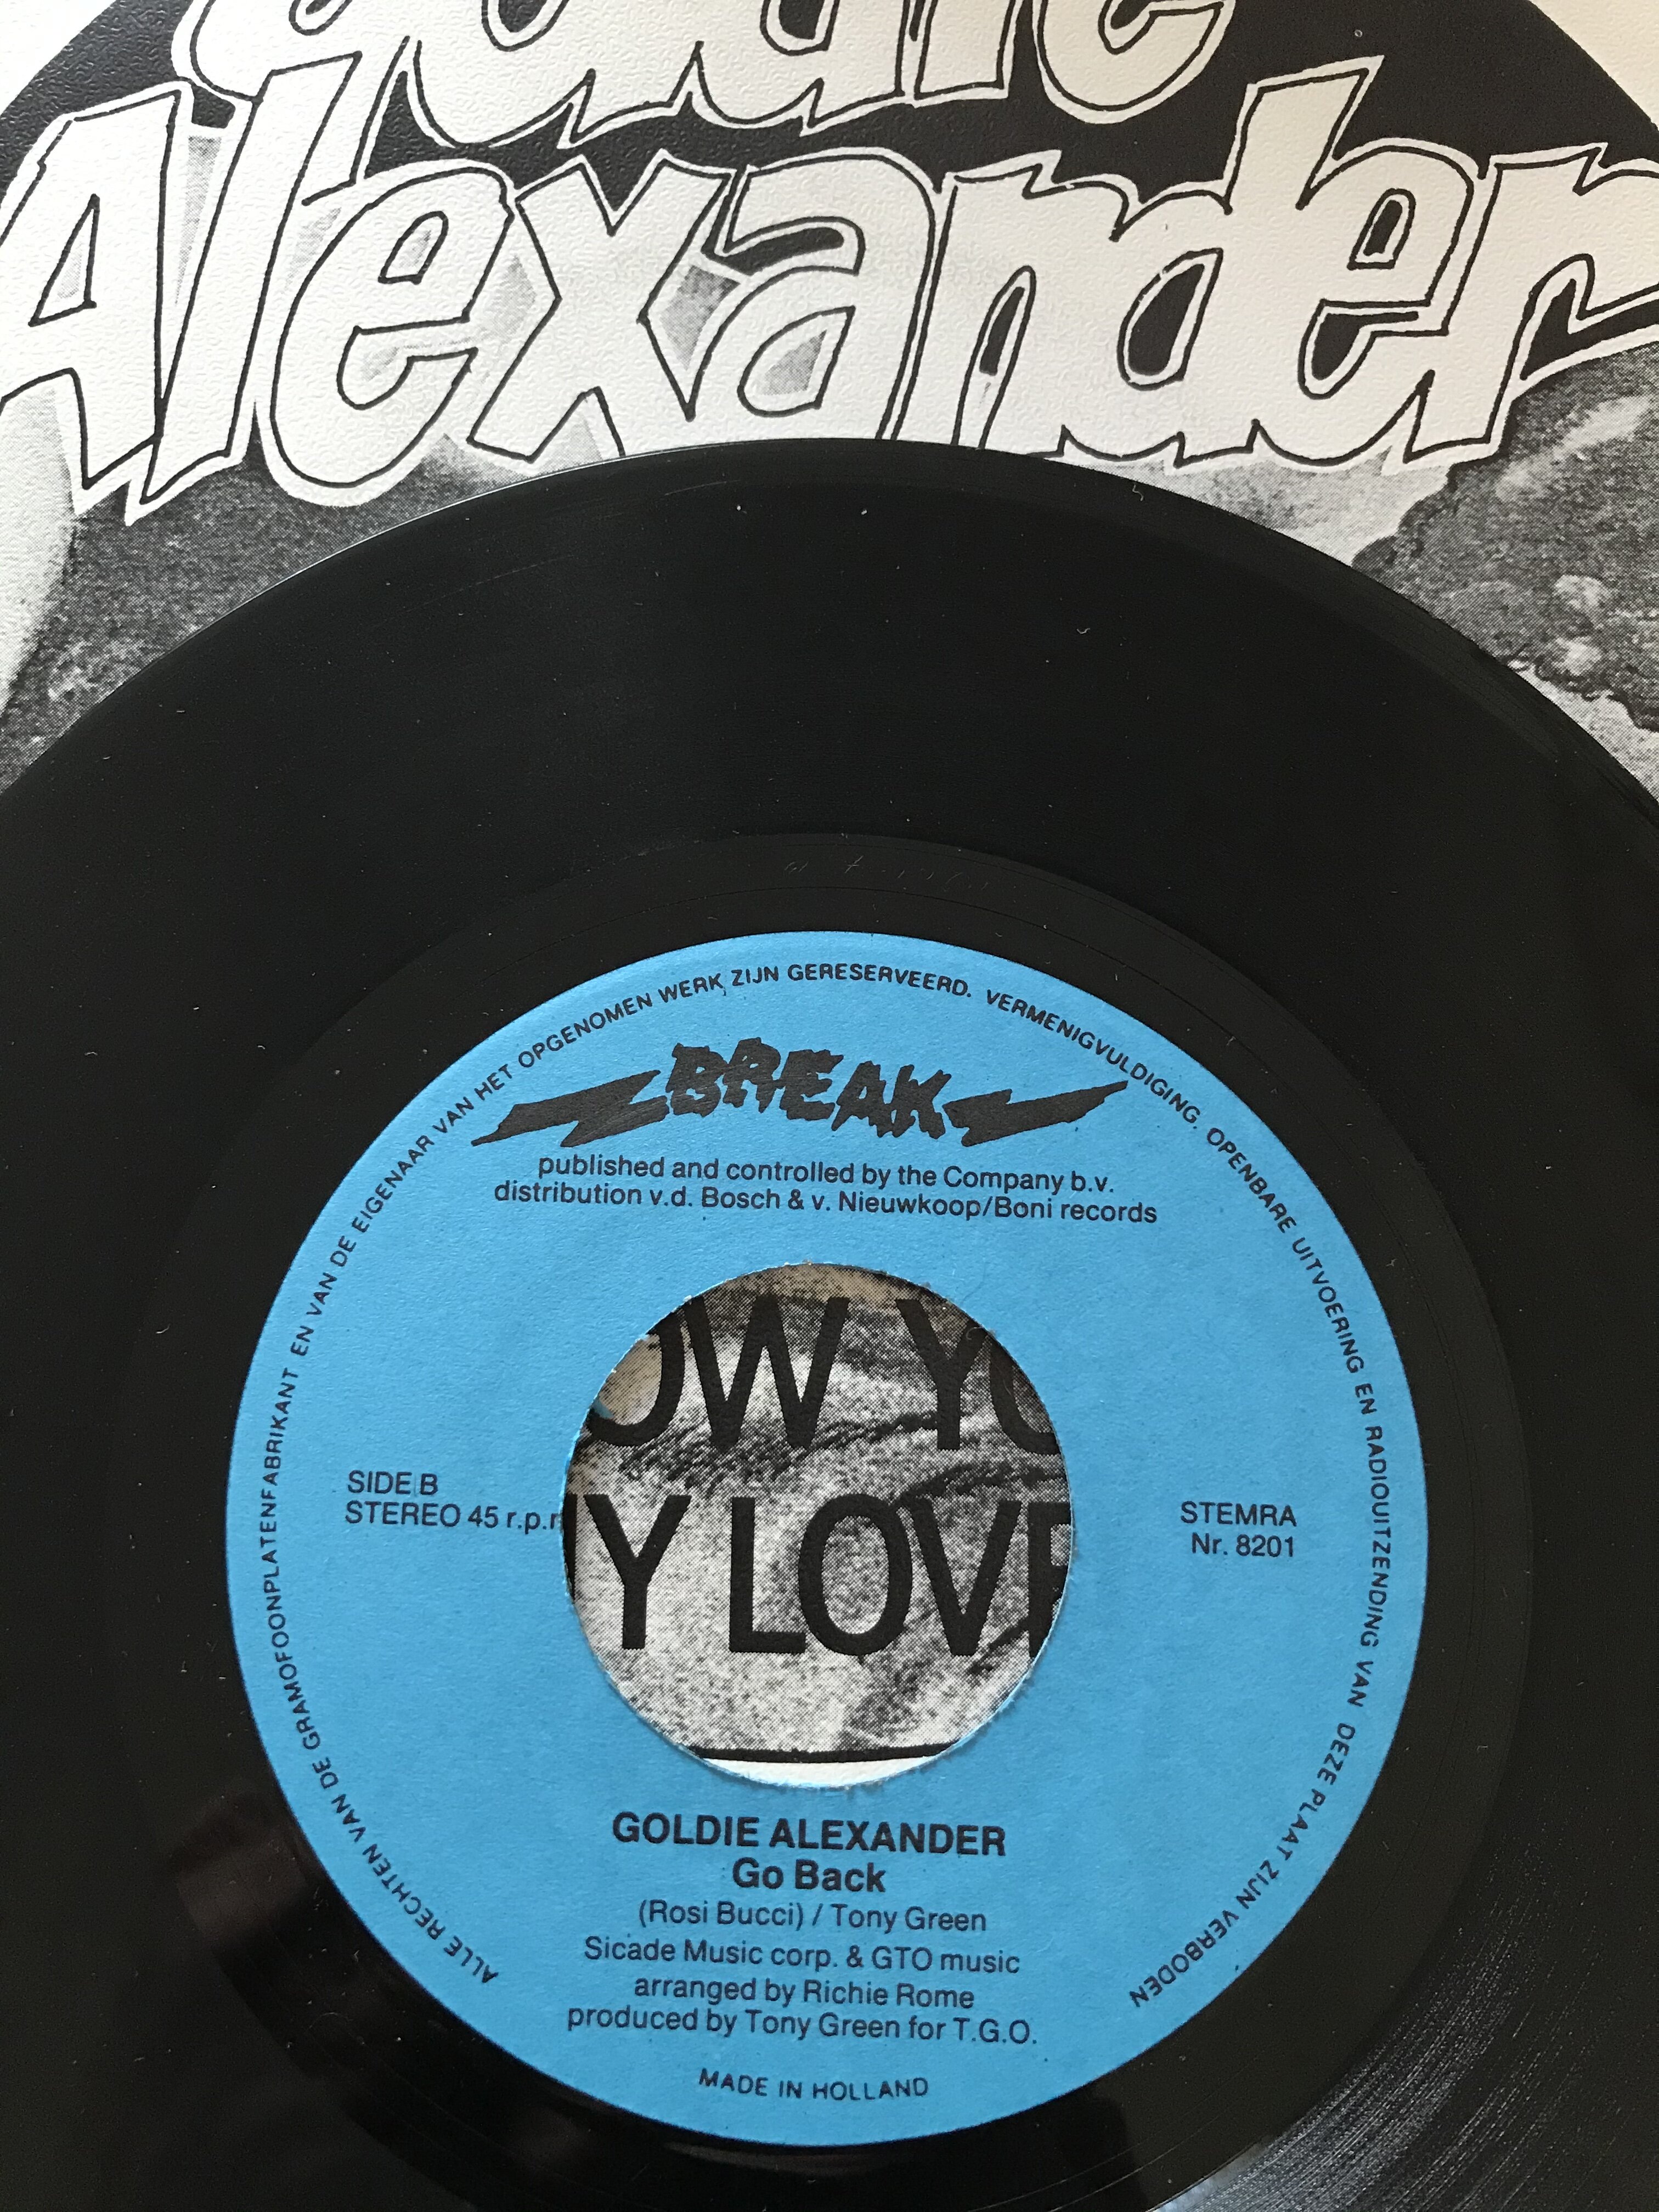 Goldie
Alexander
ALLE RECHTEN VAN DE GRAMOFOONPLATENFABRIKANT EN VAN DE EIGENAAR VAN HET OPGENOMEN WERK ZIJN GERESERVEERD. VERMENIGVULDIGING. OPENBARE UITVOERING EN RADIOUITZENDING VAN DEZE PLAAT ZIJN VERBODEN
BREAK
published and controlled by the Company b.v.
distribution v.d. Bosch & v. Nieuwkoop/Boni records
OW YO
MY LOVE
SIDE B
STEREO 45 r.p.m
STEMRA
Nr. 8201
GOLDIE ALEXANDER
Go Back
(Rosi Bucci) / Tony Green
Sicade Music corp. & GTO music
arranged by Richie Rome
produced by Tony Green for T.G.O.
MADE IN HOLLAND